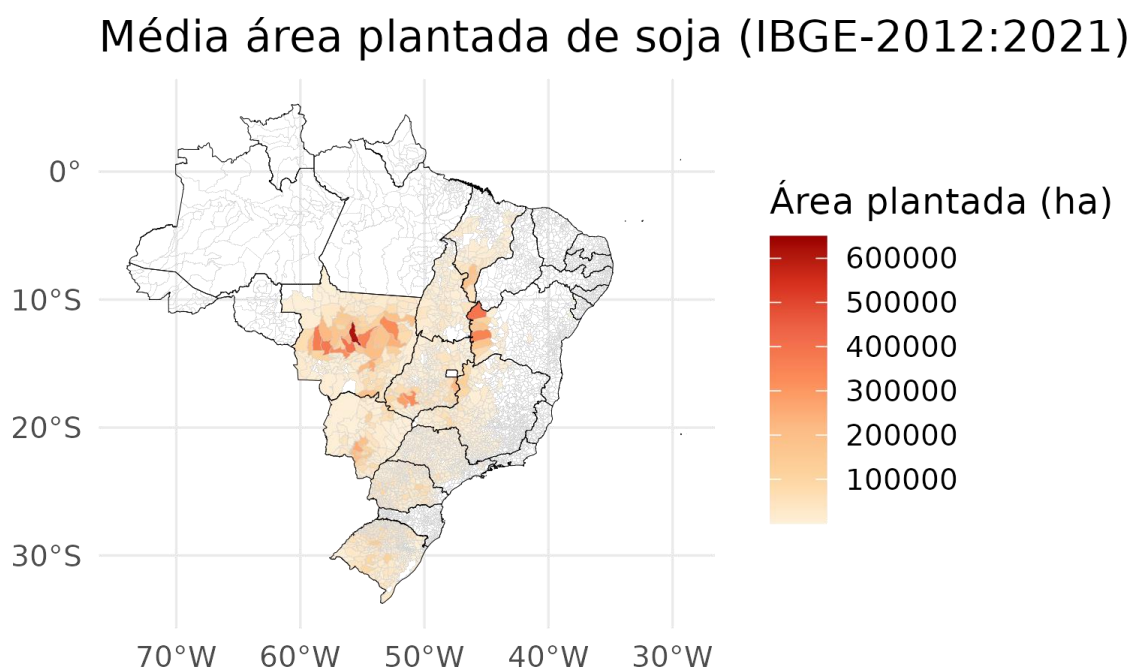 Média área plantada de soja (IBGE-2012:2021)
0°
10°S
20°S
30°S
70°W 60°W 50°W 40°W 30°W
Área plantada (ha)
600000
500000
400000
300000
200000
100000